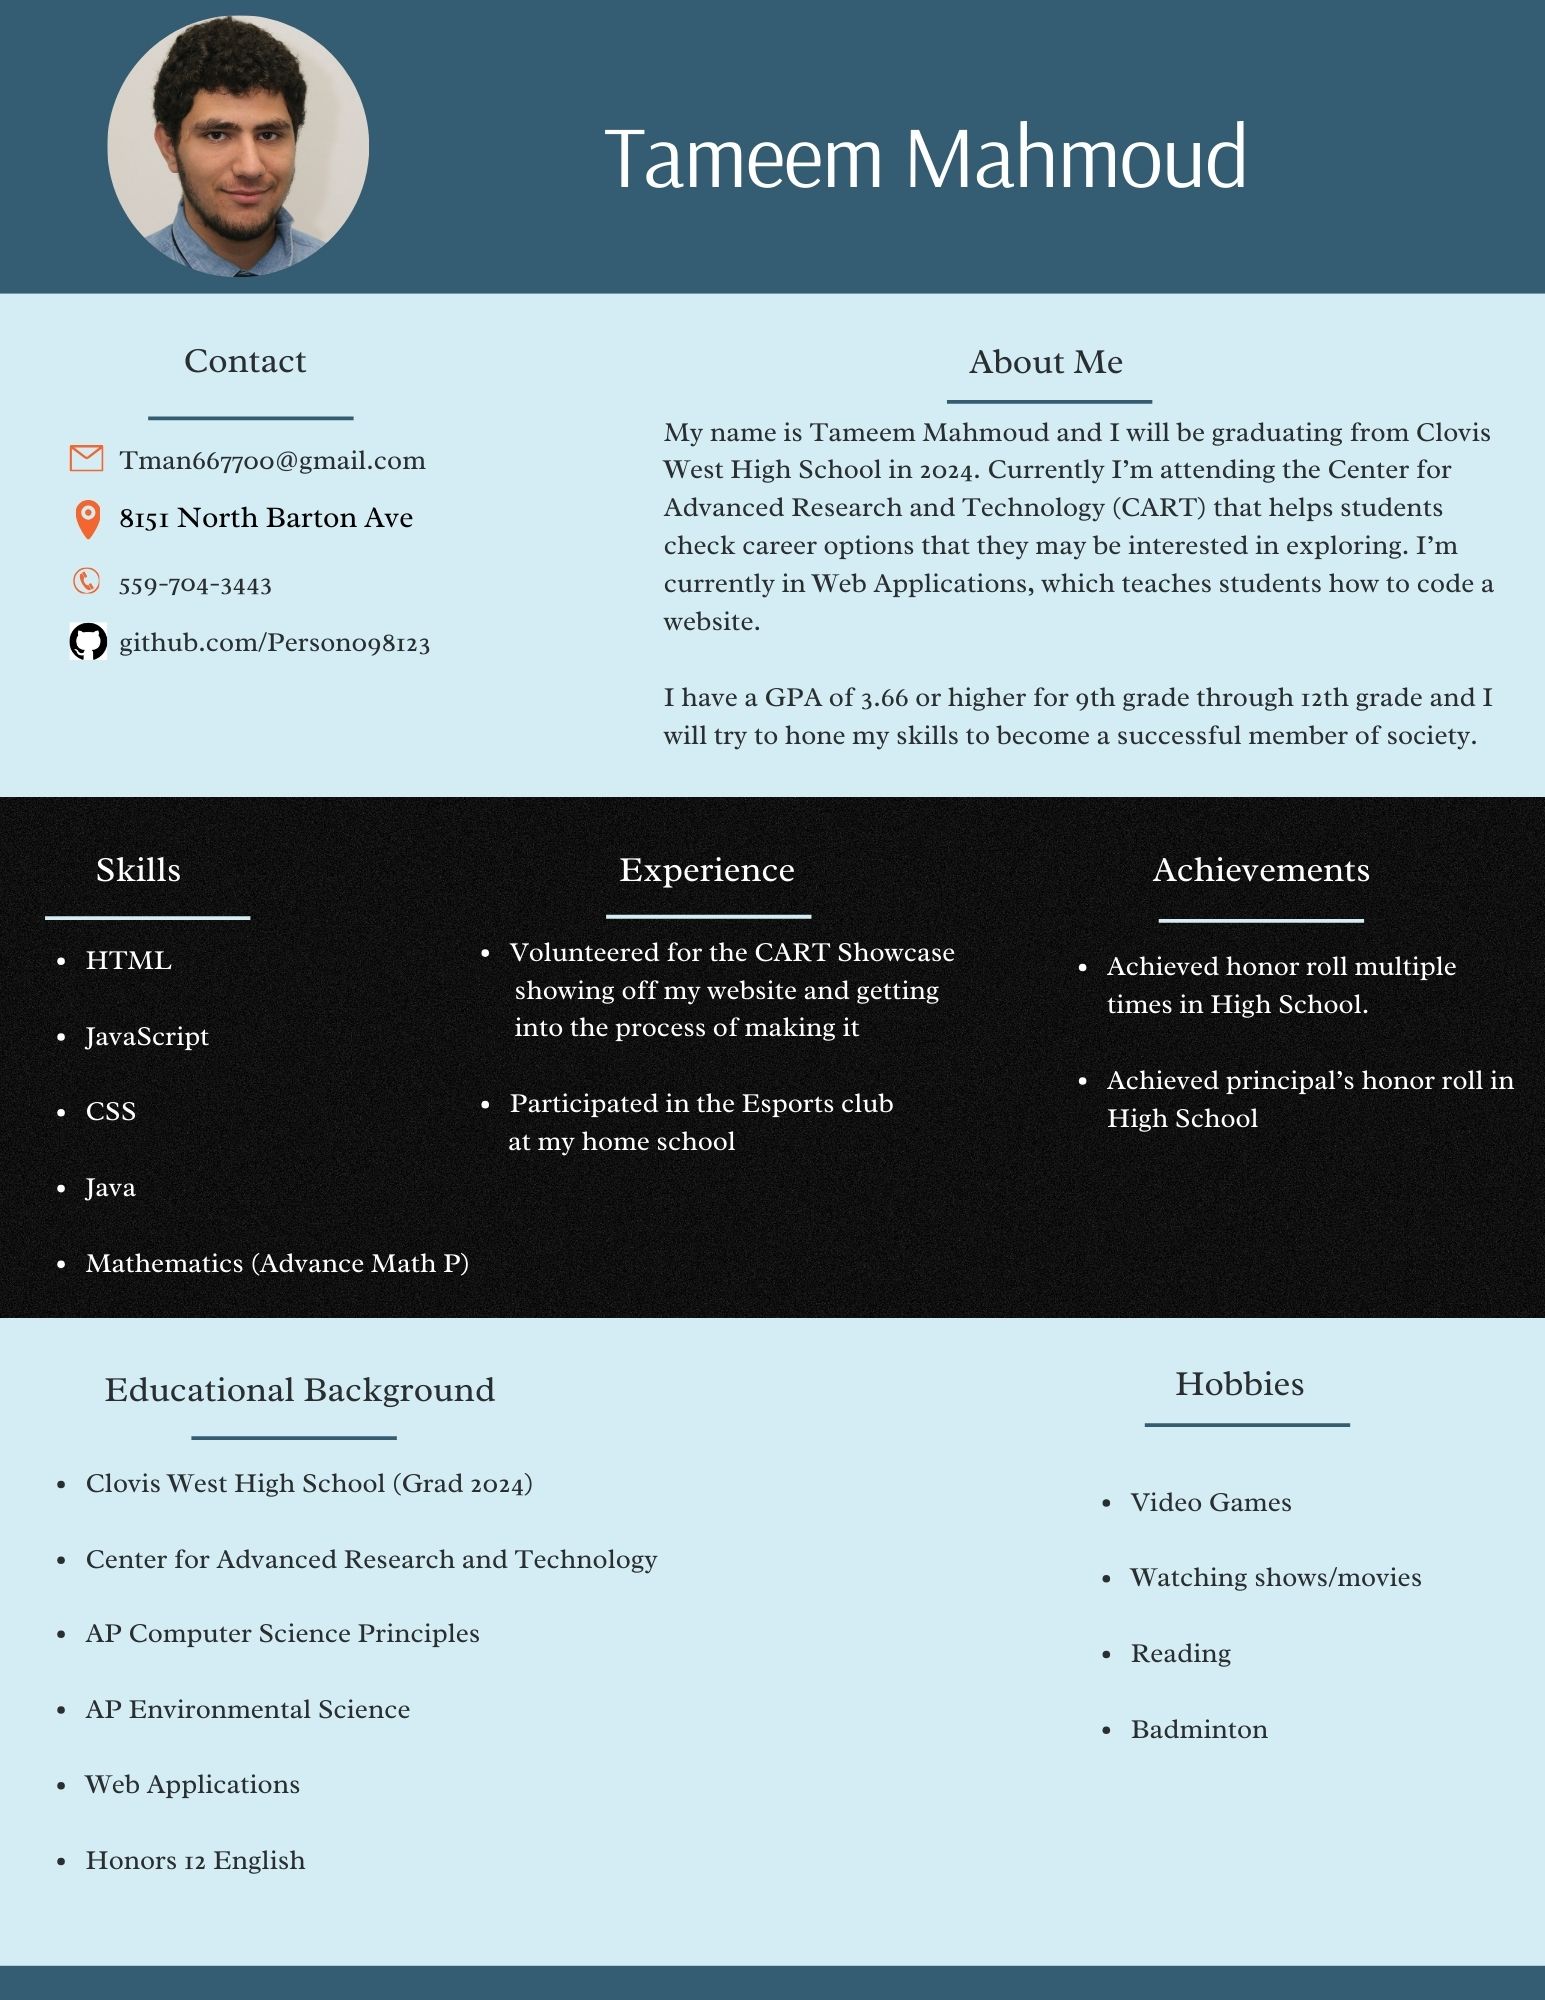 Tameem Mahmoud
Contact
Tman667700@gmail.com
8151 North Barton Ave
559-704-3443
github.com/Person098123
About Me
My name is Tameem Mahmoud and I will be graduating from Clovis
West High School in 2024. Currently I'm attending the Center for
Advanced Research and Technology (CART) that helps students
check career options that they may be interested in exploring. I'm
currently in Web Applications, which teaches students how to code a
website.
I have a GPA of 3.66 or higher for 9th grade through 12th grade and I
will try to hone my skills to become a successful member of society.
Skills
• HTML
• JavaScript
• CSS
• Java
• Mathematics (Advance Math P)
Experience
• Volunteered for the CART Showcase
showing off my website and getting
into the process of making it
• Participated in the Esports club
at my home school
Achievements
• Achieved honor roll multiple
times in High School.
• Achieved principal's honor roll in
High School
Educational Background
• Clovis West High School (Grad 2024)
• Center for Advanced Research and Technology
• AP Computer Science Principles
• AP Environmental Science
• Web Applications
• Honors 12 English
Hobbies
• Video Games
• Watching shows/movies
• Reading
• Badminton